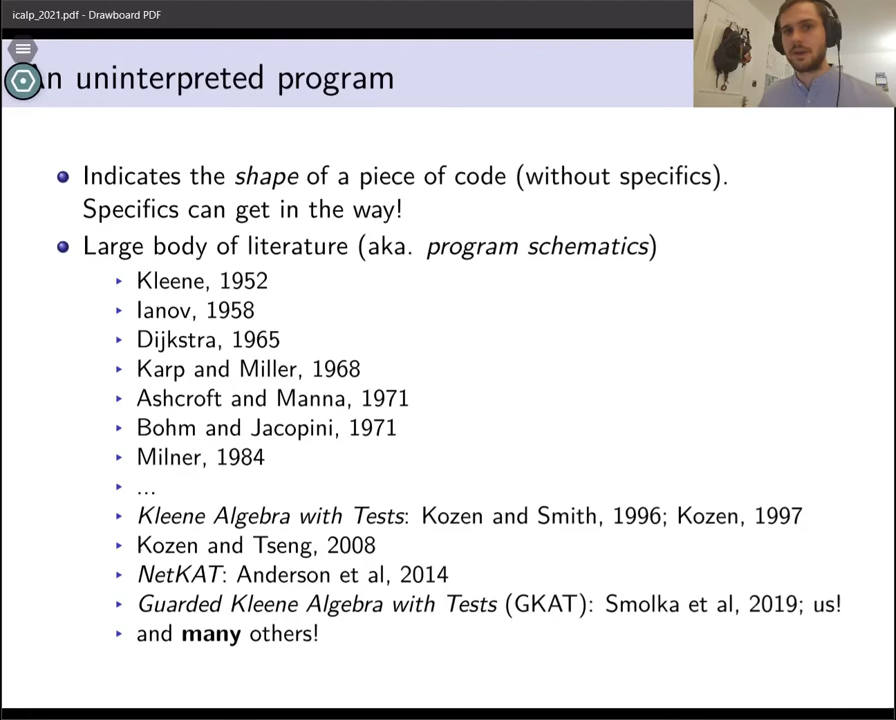 icalp_2021.pdf - Drawboard PDF
An uninterpreted program
Indicates the shape of a piece of code (without specifics).
Specifics can get in the way!
Large body of literature (aka. program schematics)
Kleene, 1952
Ianov, 1958
Dijkstra, 1965
Karp and Miller, 1968
Ashcroft and Manna, 1971
Bohm and Jacopini, 1971
Milner, 1984
...
Kleene Algebra with Tests: Kozen and Smith, 1996; Kozen, 1997
Kozen and Tseng, 2008
NetKAT: Anderson et al, 2014
Guarded Kleene Algebra with Tests (GKAT): Smolka et al, 2019; us!
and many others!